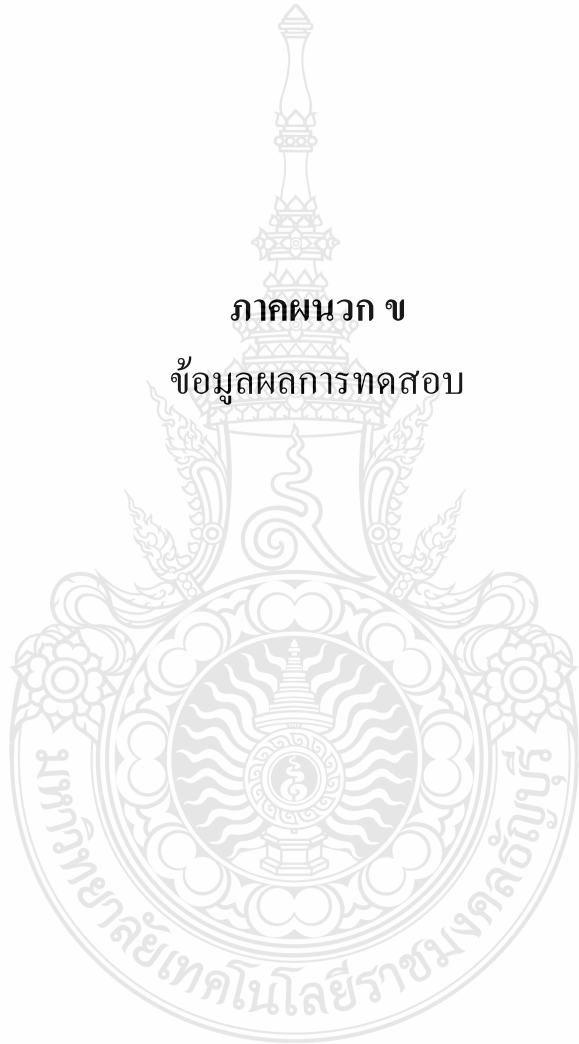 ภาคผนวก ข
ข้อมูลผลการทดสอบ
มหาวิทยาลัยเทคโนโลยีราชมงคลธัญบุรี